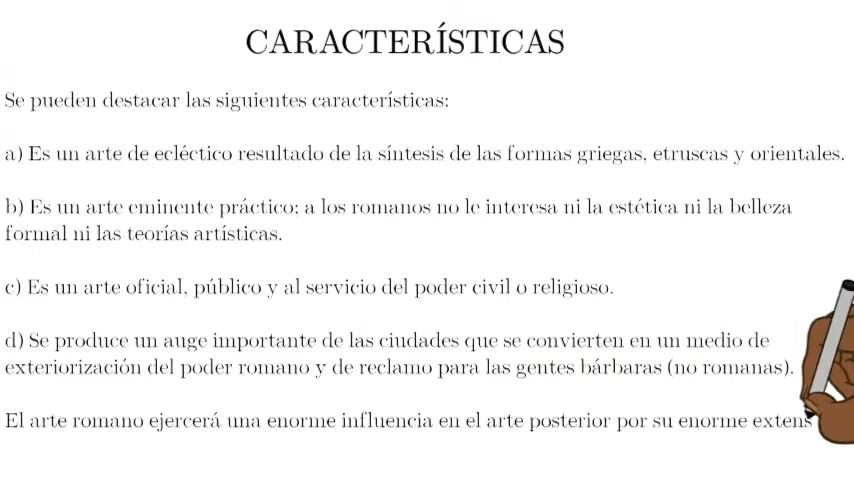 CARACTERÍSTICAS
Se pueden destacar las siguientes características:
a) Es un arte de ecléctico resultado de la síntesis de las formas griegas, etruscas y orientales.
b) Es un arte eminente práctico; a los romanos no le interesa ni la estética ni la belleza
formal ni las teorías artísticas.
c) Es un arte oficial, público y al servicio del poder civil o religioso.
d) Se produce un auge importante de las ciudades que se convierten en un medio de
exteriorización del poder romano y de reclamo para las gentes bárbaras (no romanas).
El arte romano ejercerá una enorme influencia en el arte posterior por su enorme extens